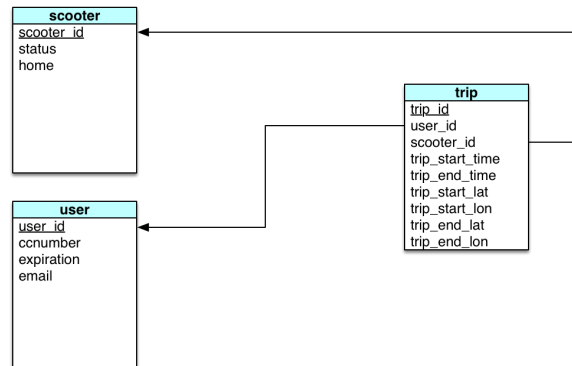 scooter
scooter_id
status
home
trip
trip_id
user_id
scooter_id
trip_start_time
trip_end_time
trip_start_lat
trip_start_lon
trip_end_lat
trip_end_lon
user
user_id
ccnumber
expiration
email